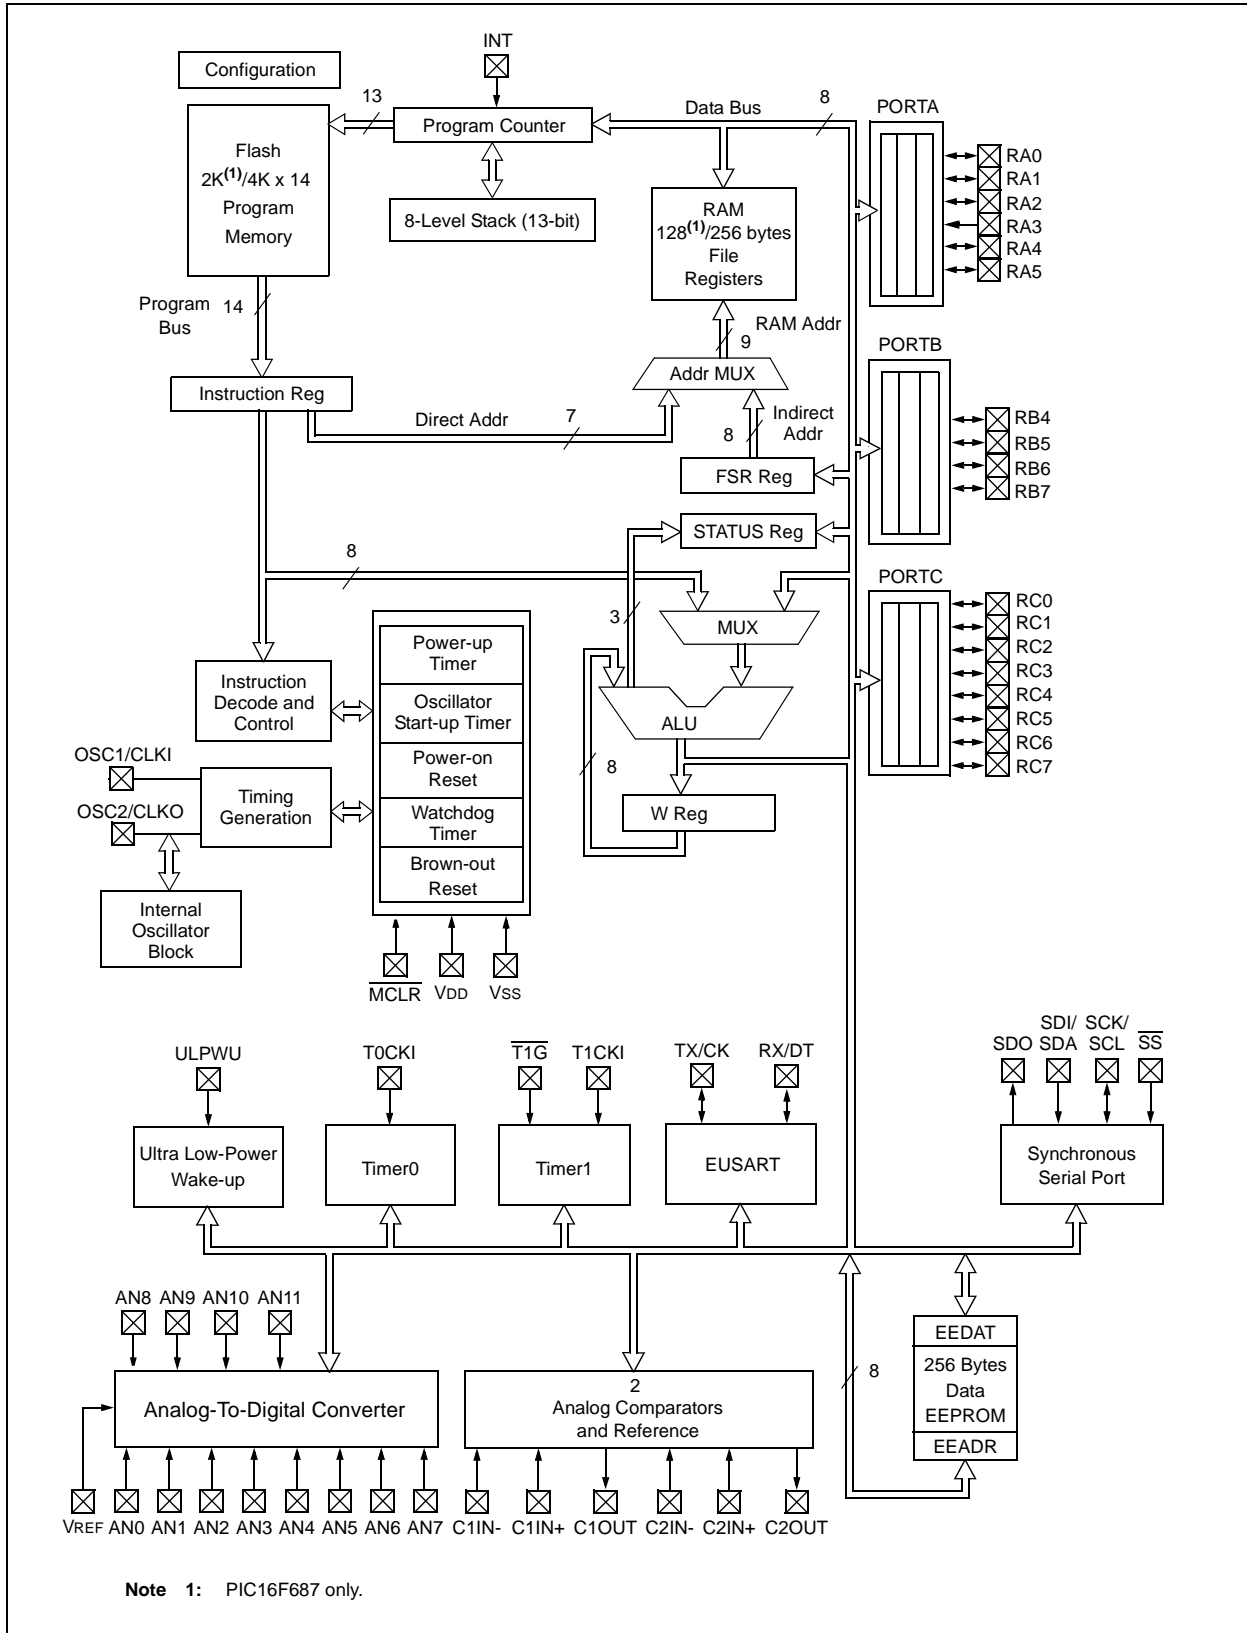 INT
Configuration
13
Data Bus
8
PORTA
Program Counter
Flash
2K(1)/4K x 14
Program
Memory
8-Level Stack (13-bit)
RAM
128(1)/256 bytes
File
Registers
RA0
RA1
RA2
RA3
RA4
RA5
Program
Bus
14
RAM Addr
9
PORTB
Addr MUX
Instruction Reg
Direct Addr
7
Indirect
Addr
8
FSR Reg
RB4
RB5
RB6
RB7
STATUS Reg
8
PORTC
3
MUX
RC0
RC1
RC2
RC3
RC4
RC5
RC6
RC7
Power-up
Timer
Instruction
Decode and
Control
Oscillator
Start-up Timer
ALU
OSC1/CLKI
Power-on
Reset
8
OSC2/CLKO
Timing
Generation
Watchdog
Timer
W Reg
Brown-out
Reset
Internal
Oscillator
Block
MCLR
VDD
VSS
ULPWU
T0CKI
T1G
T1CKI
TX/CK
RX/DT
SDO
SDI/
SDA
SCK/
SCL
SS
Ultra Low-Power
Wake-up
Timer0
Timer1
EUSART
Synchronous
Serial Port
AN8
AN9
AN10
AN11
EEDAT
256 Bytes
Data
EEPROM
EEADR
8
Analog-To-Digital Converter
2
Analog Comparators
and Reference
VREF
AN0
AN1
AN2
AN3
AN4
AN5
AN6
AN7
C1IN-
C1IN+
C1OUT
C2IN-
C2IN+
C2OUT
Note 1: PIC16F687 only.